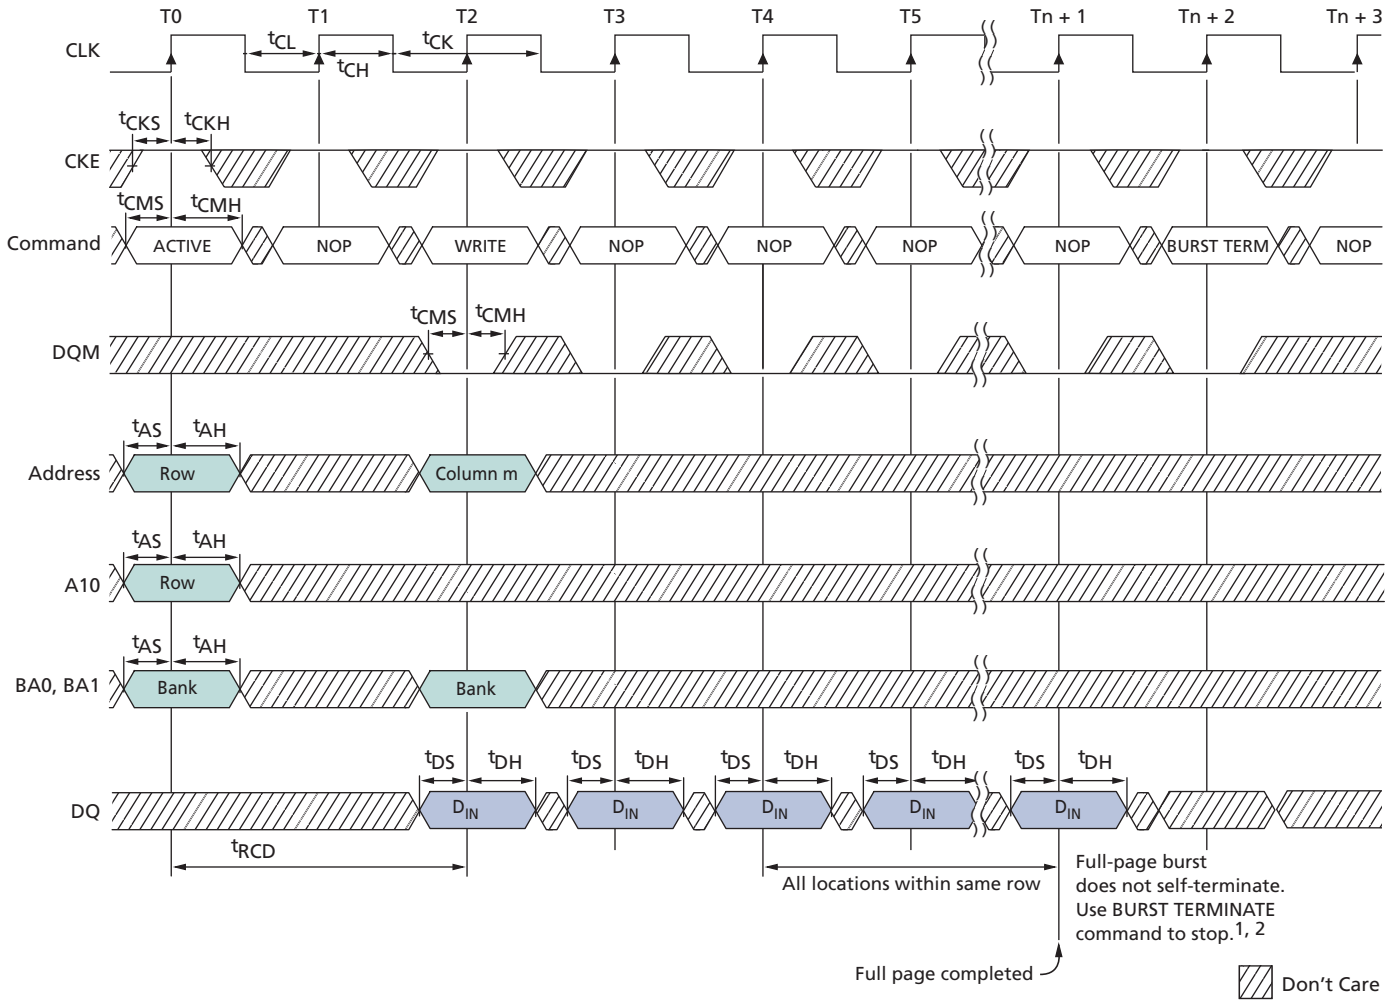 T0 T1 T2 T3 T4 T5 Tn + 1 Tn + 2 Tn + 3
CLK tCL tCH tCK
tCKS tCKH
CKE
tCMS tCMH
Command ACTIVE NOP WRITE NOP NOP NOP NOP BURST TERM NOP
tCMS tCMH
DQM
tAS tAH
Address Row Column m
tAS tAH
A10 Row
tAS tAH
BA0, BA1 Bank Bank
tDS tDH tDS tDH tDS tDH tDS tDH tDS tDH
DQ DIN DIN DIN DIN DIN
tRCD
All locations within same row
Full-page burst
does not self-terminate.
Use BURST TERMINATE
command to stop.1, 2
Full page completed
Don't Care